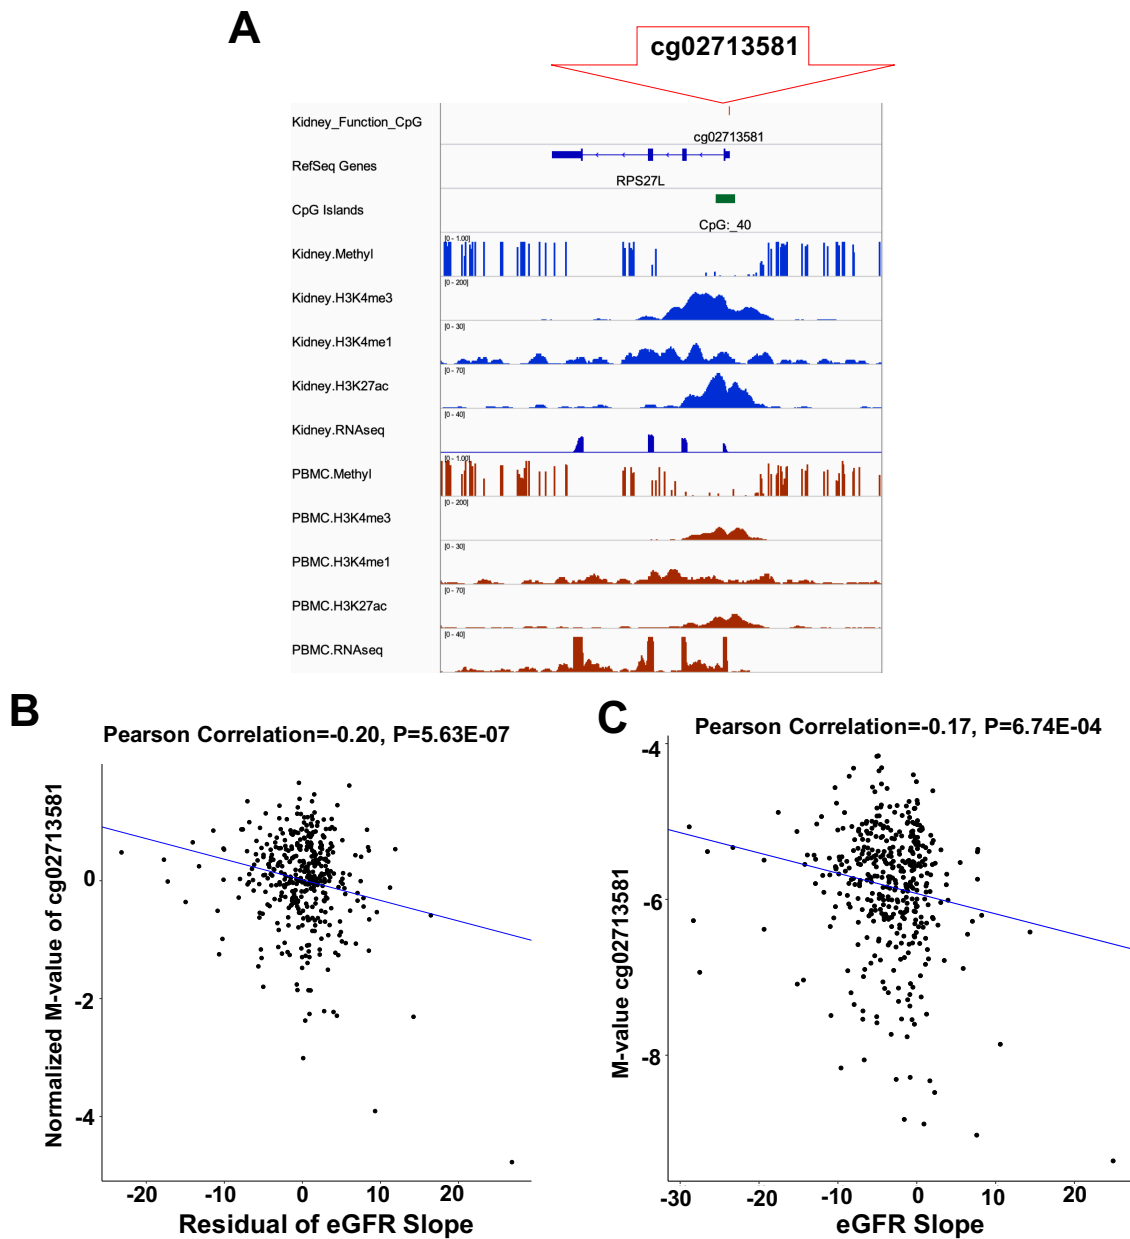 A
cg02713581
Kidney_Function_CpG
cg02713581
RefSeq Genes
RPS27L
CpG Islands
CpG:_40
Kidney.Methyl
[0 - 1.00]
Kidney.H3K4me3
[0 - 200]
Kidney.H3K4me1
[0 - 30]
Kidney.H3K27ac
[0 - 70]
Kidney.RNAseq
[0 - 40]
PBMC.Methyl
[0 - 1.00]
PBMC.H3K4me3
[0 - 200]
PBMC.H3K4me1
[0 - 30]
PBMC.H3K27ac
[0 - 70]
PBMC.RNAseq
[0 - 40]
B
Pearson Correlation=-0.20, P=5.63E-07
Normalized M-value of cg02713581
0
-2
-4
-20
-10
0
10
20
Residual of eGFR Slope
C
Pearson Correlation=-0.17, P=6.74E-04
M-value cg02713581
-4
-6
-8
-30
-20
-10
0
10
20
eGFR Slope